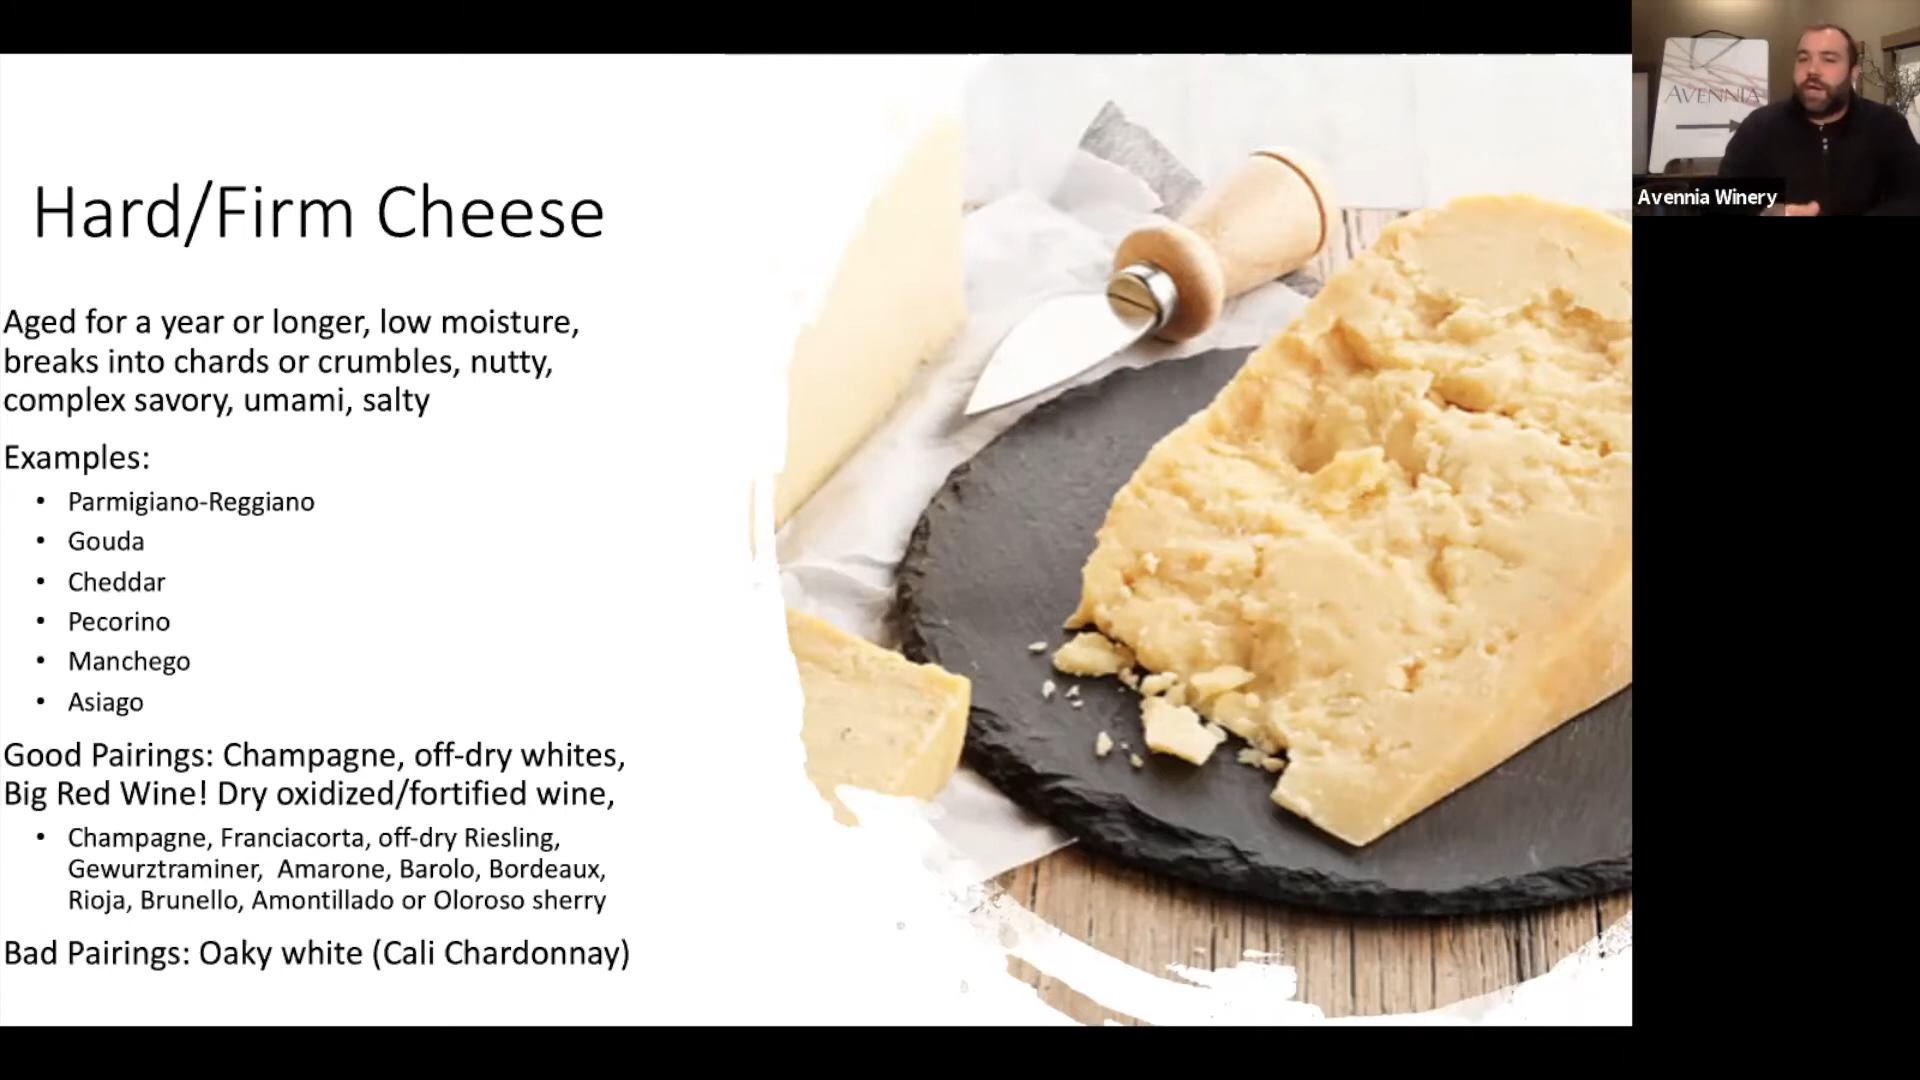 Hard/Firm Cheese
Aged for a year or longer, low moisture,
breaks into chards or crumbles, nutty,
complex savory, umami, salty
Examples:
• Parmigiano-Reggiano
• Gouda
• Cheddar
• Pecorino
• Manchego
• Asiago
Good Pairings: Champagne, off-dry whites,
Big Red Wine! Dry oxidized/fortified wine,
• Champagne, Franciacorta, off-dry Riesling,
Gewurztraminer, Amarone, Barolo, Bordeaux,
Rioja, Brunello, Amontillado or Oloroso sherry
Bad Pairings: Oaky white (Cali Chardonnay)
AVENNIA
Avennia Winery